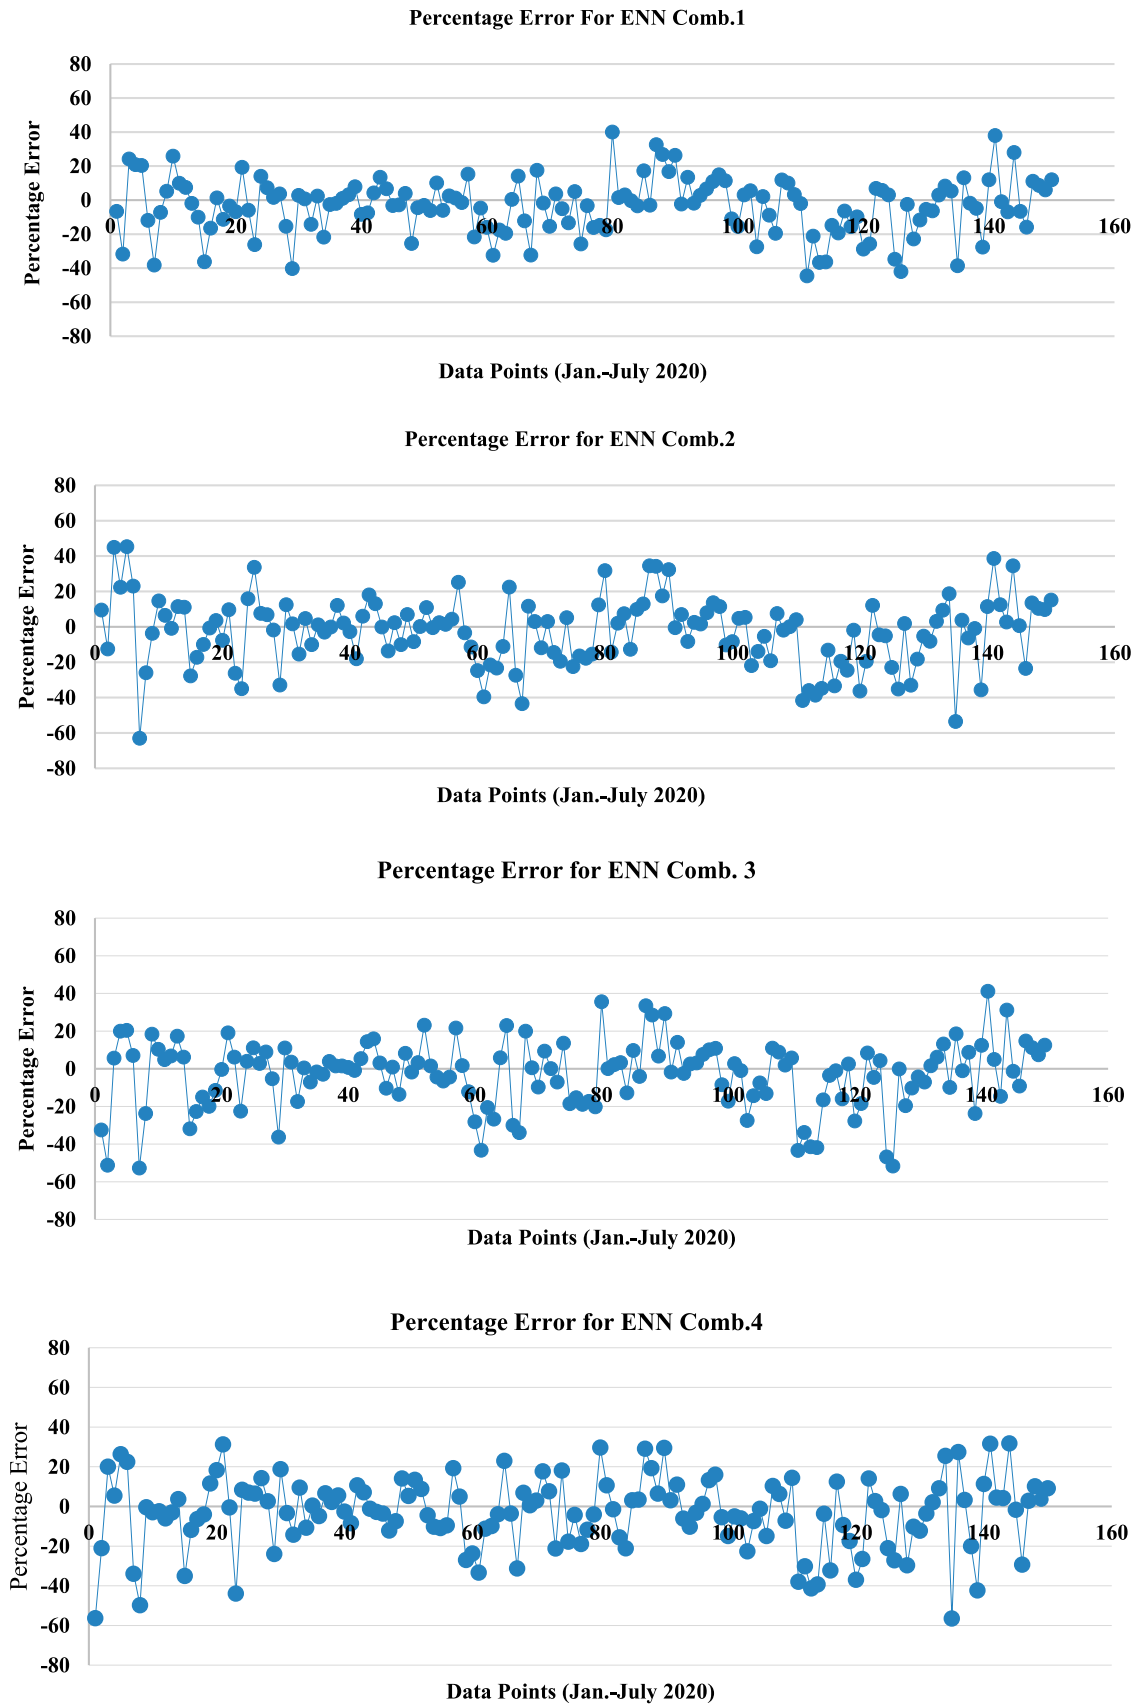 Percentage Error For ENN Comb.1
80
60
40
20
0
-20
-40
-60
-80
0 20 40 60 80 100 120 140 160
Percentage Error
Data Points (Jan.-July 2020)
Percentage Error for ENN Comb.2
80
60
40
20
0
-20
-40
-60
-80
0 20 40 60 80 100 120 140 160
Percentage Error
Data Points (Jan.-July 2020)
Percentage Error for ENN Comb. 3
80
60
40
20
0
-20
-40
-60
-80
0 20 40 60 80 100 120 140 160
Percentage Error
Data Points (Jan.-July 2020)
Percentage Error for ENN Comb.4
80
60
40
20
0
-20
-40
-60
-80
0 20 40 60 80 100 120 140 160
Percentage Error
Data Points (Jan.-July 2020)